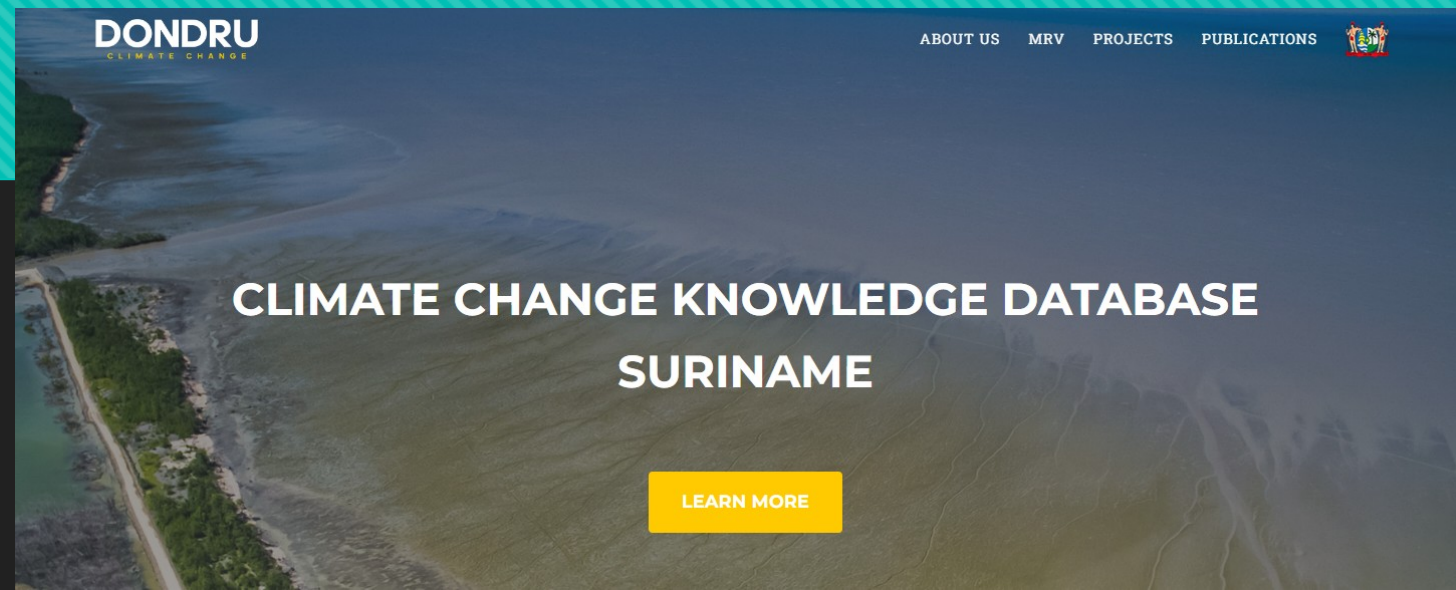 DONDRU
CLIMATE CHANGE
ABOUT US
MRV
PROJECTS
PUBLICATIONS
CLIMATE CHANGE KNOWLEDGE DATABASE
SURINAME
LEARN MORE